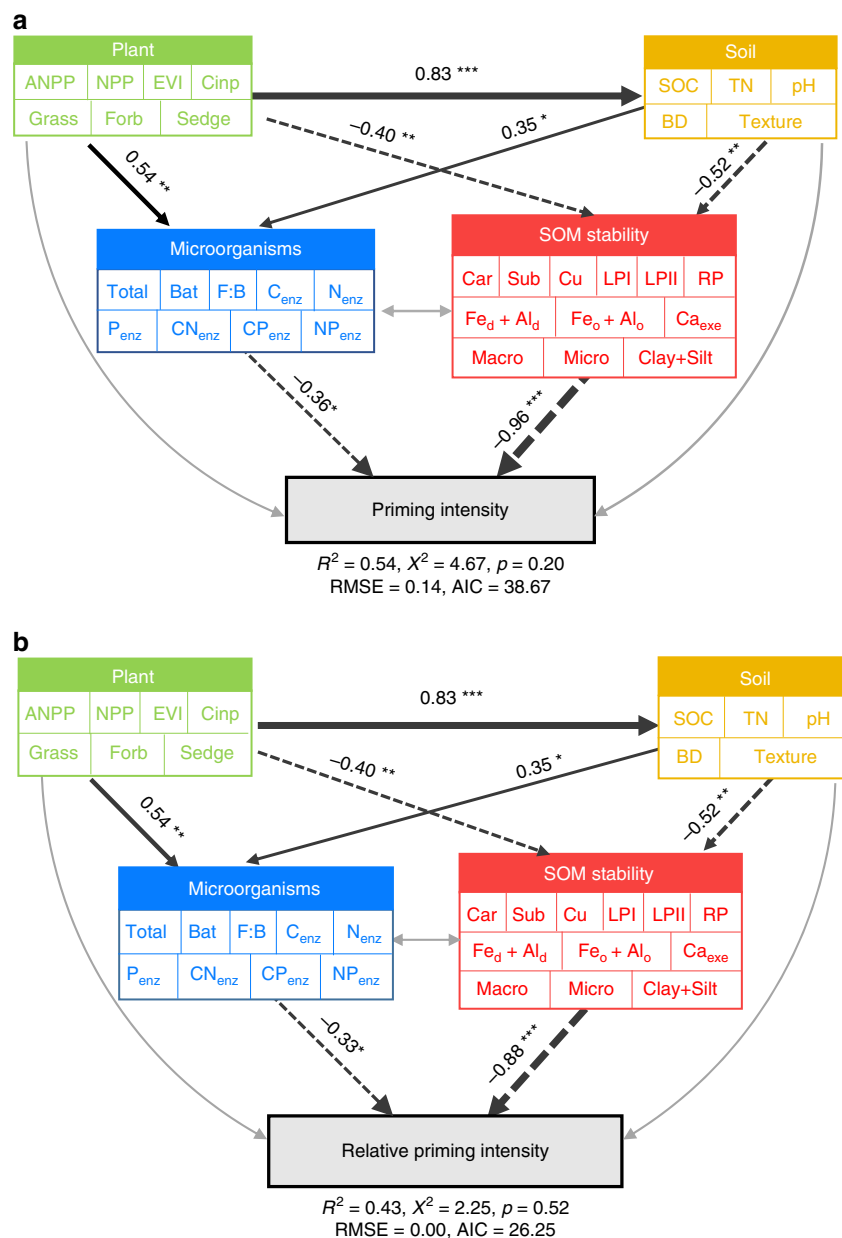 a
Plant
Soil
ANPP NPP EVI Cinp
0.83 ***
SOC TN pH
Grass Forb Sedge
BD Texture
−0.40 **
0.35 *
0.54 **
−0.52 **
Microorganisms
SOM stability
Total Bat F:B Cenz Nenz
Car Sub Cu LPI LPII RP
Penz CNenz CPenz NPenz
Fed + Ald Feo + Alo Caexe
Macro Micro Clay+Silt
−0.36*
−0.96 ***
Priming intensity
R² = 0.54, X² = 4.67, p = 0.20
RMSE = 0.14, AIC = 38.67
b
Plant
Soil
ANPP NPP EVI Cinp
0.83 ***
SOC TN pH
Grass Forb Sedge
BD Texture
−0.40 **
0.35 *
0.54 **
−0.52 **
Microorganisms
SOM stability
Total Bat F:B Cenz Nenz
Car Sub Cu LPI LPII RP
Penz CNenz CPenz NPenz
Fed + Ald Feo + Alo Caexe
Macro Micro Clay+Silt
−0.33*
−0.88 ***
Relative priming intensity
R² = 0.43, X² = 2.25, p = 0.52
RMSE = 0.00, AIC = 26.25